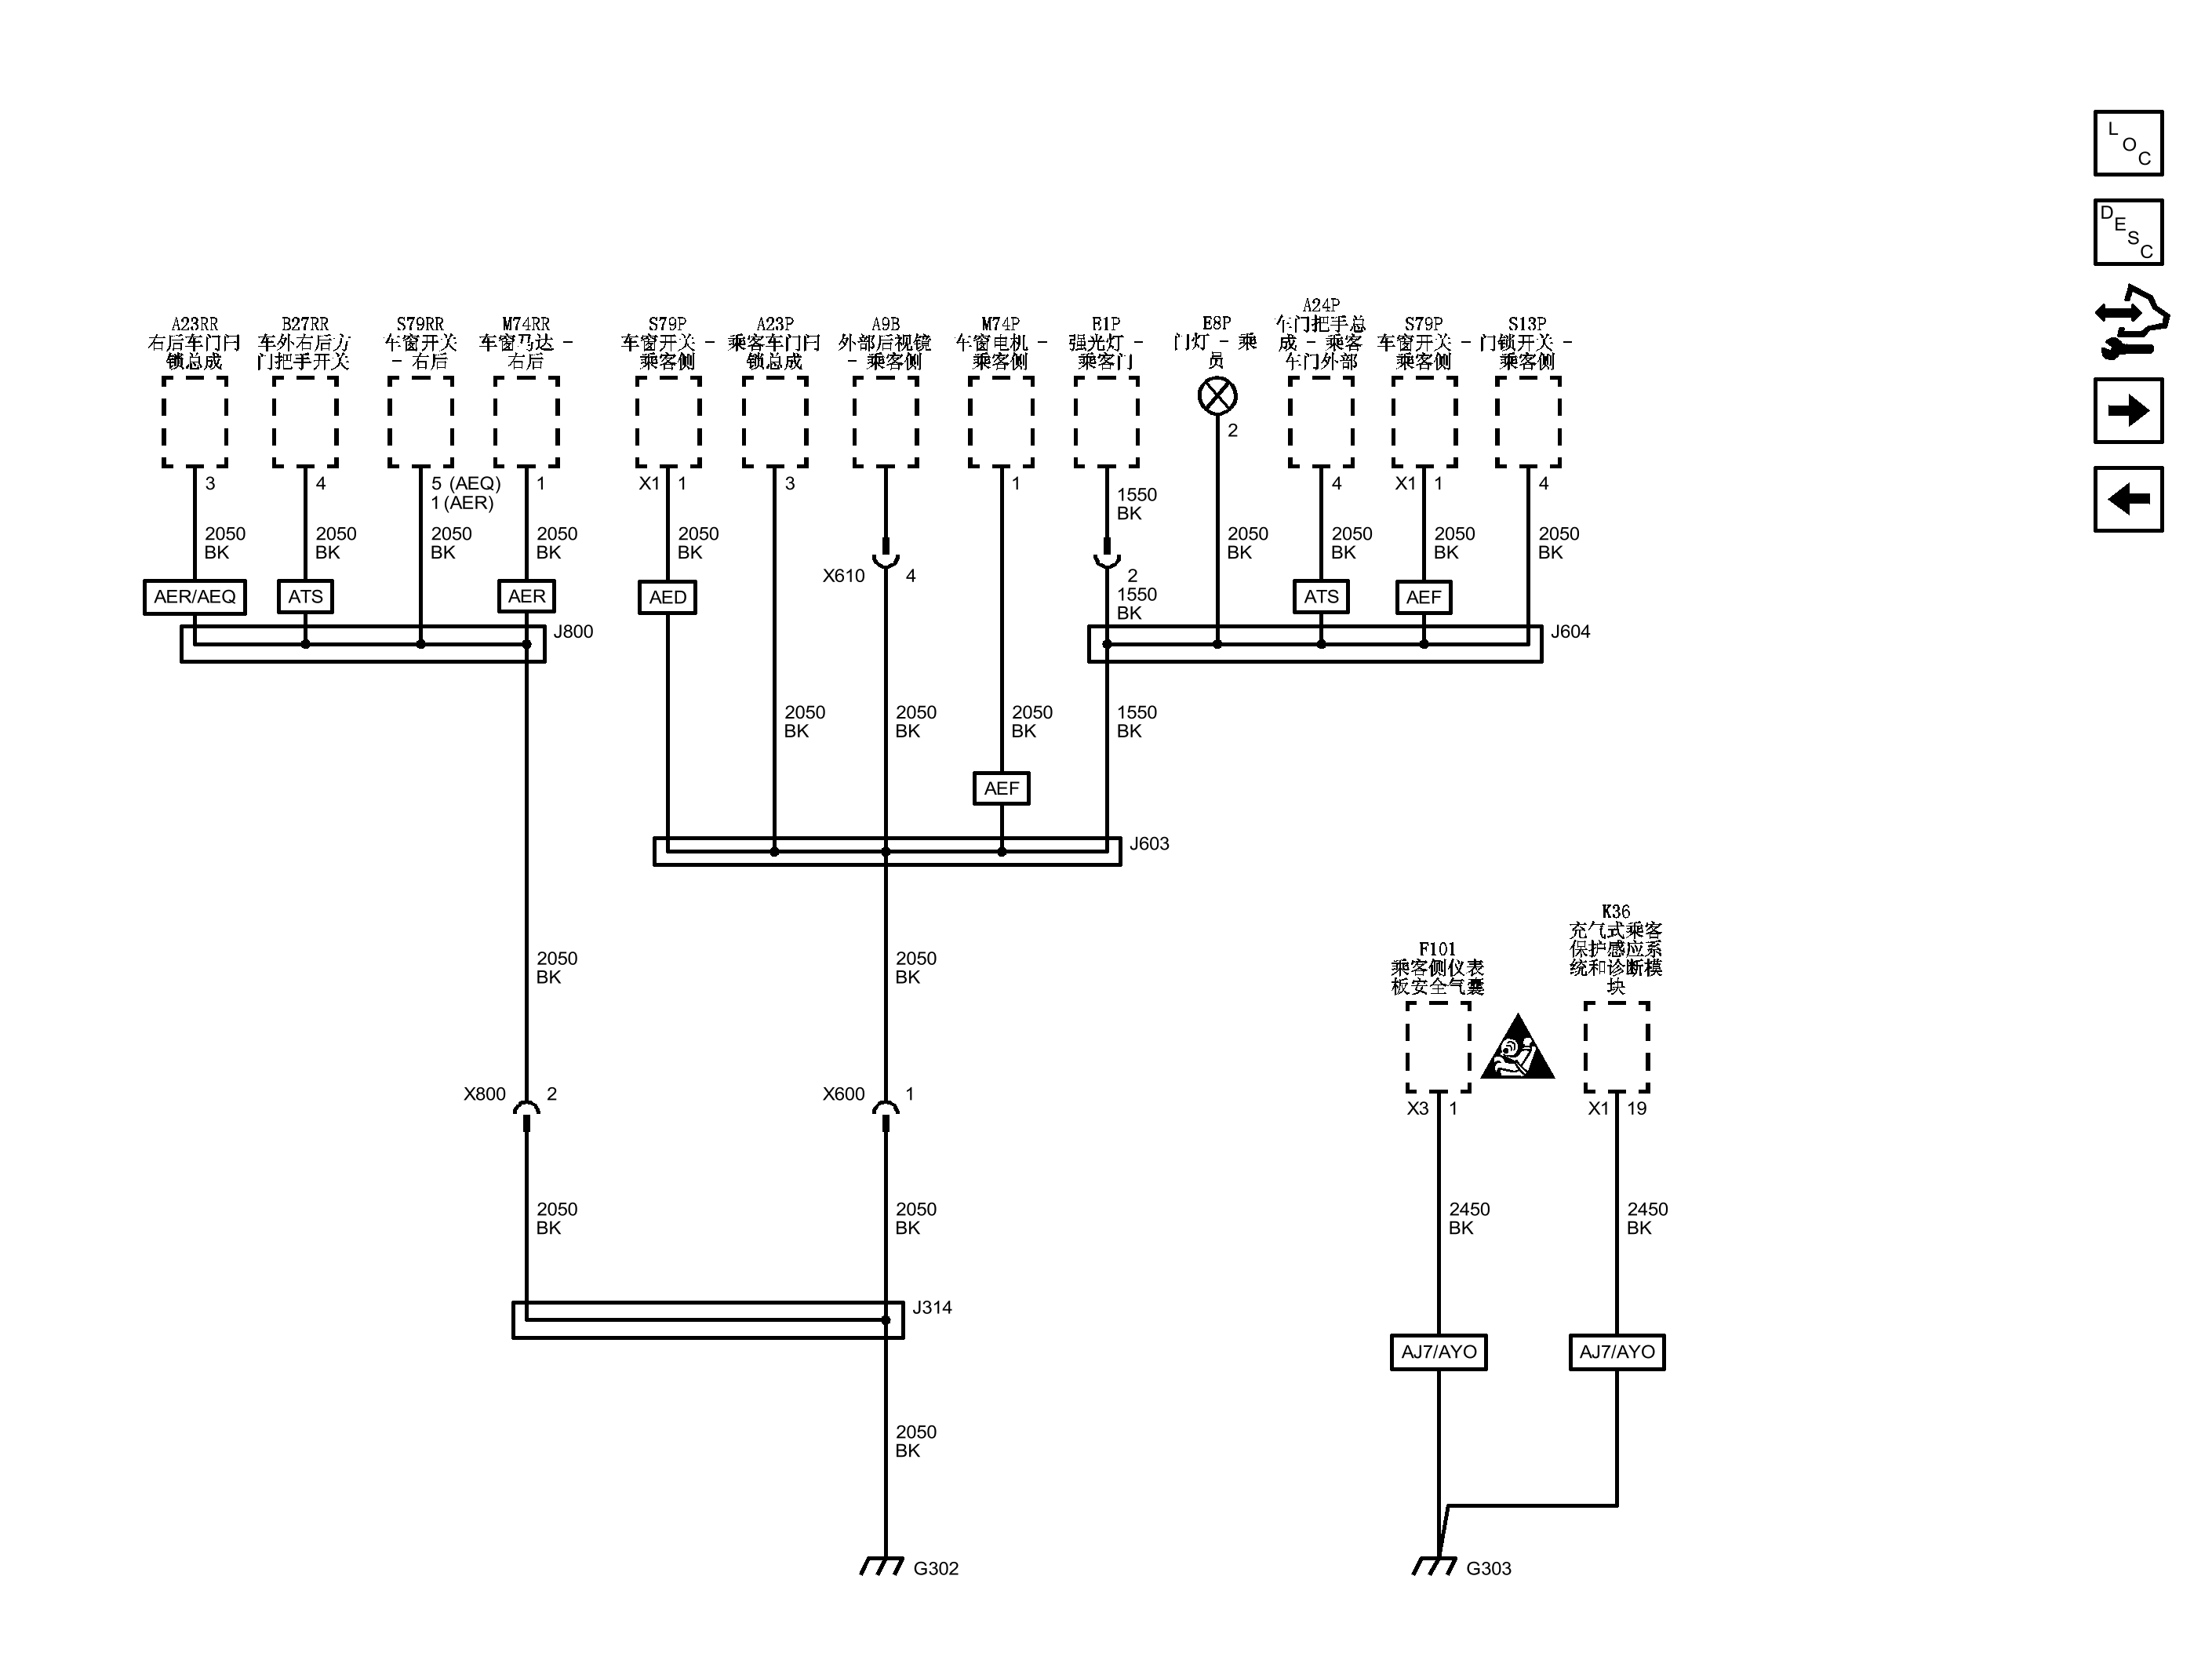 L
O
C
D
E
S
C
A23RR
右后车门闩
锁总成
B27RR
车外右后方
门把手开关
S79RR
车窗开关
- 右后
M74RR
车窗马达 -
右后
S79P
车窗开关 -
乘客侧
A23P
乘客车门闩
锁总成
A9B
外部后视镜
- 乘客侧
M74P
车窗电机 -
乘客侧
E1P
强光灯 -
乘客门
E8P
门灯 - 乘
员
A24P
车门把手总
成 - 乘客
车门外部
S79P
车窗开关 -
乘客侧
S13P
门锁开关 -
乘客侧
2
3
4
5 (AEQ)
1 (AER)
1
X1 1
3
1
1550
BK
4
X1 1
4
2050
BK
2050
BK
2050
BK
2050
BK
2050
BK
2050
BK
2050
BK
2050
BK
2050
BK
X610 4
2
1550
BK
AER/AEQ
ATS
AER
AED
ATS
AEF
J800
J604
2050
BK
2050
BK
2050
BK
1550
BK
AEF
J603
2050
BK
2050
BK
F101
乘客侧仪表
板安全气囊
K36
充气式乘客
保护感应系
统和诊断模
块
X800 2
X600 1
X3 1
X1 19
2050
BK
2050
BK
2450
BK
2450
BK
J314
AJ7/AYO
AJ7/AYO
2050
BK
G302
G303